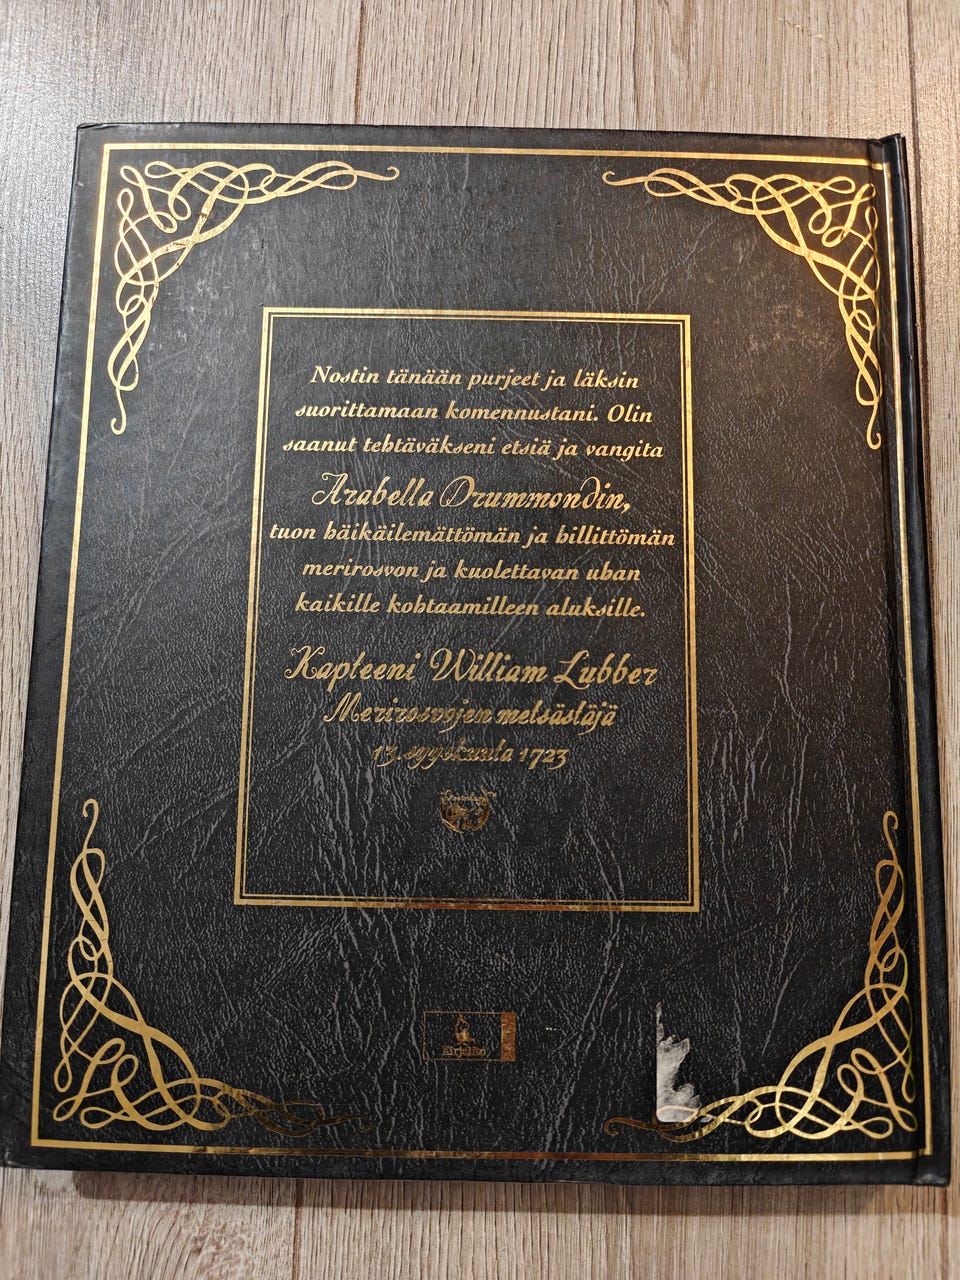 Nostin tänään purjeet ja läksin
suorittamaan komennustani. Olin
saanut tehtäväkseni etsiä ja vangita
Arabella Drummondin,
tuon häikäilemättömän ja hillittömän
merirosvon ja kuolettavan uhan
kaikille kohtaamilleen aluksille.
Kapteeni William Lubber
Merirosvojen metsästäjä
13. syyskuuta 1723
Kirjalito